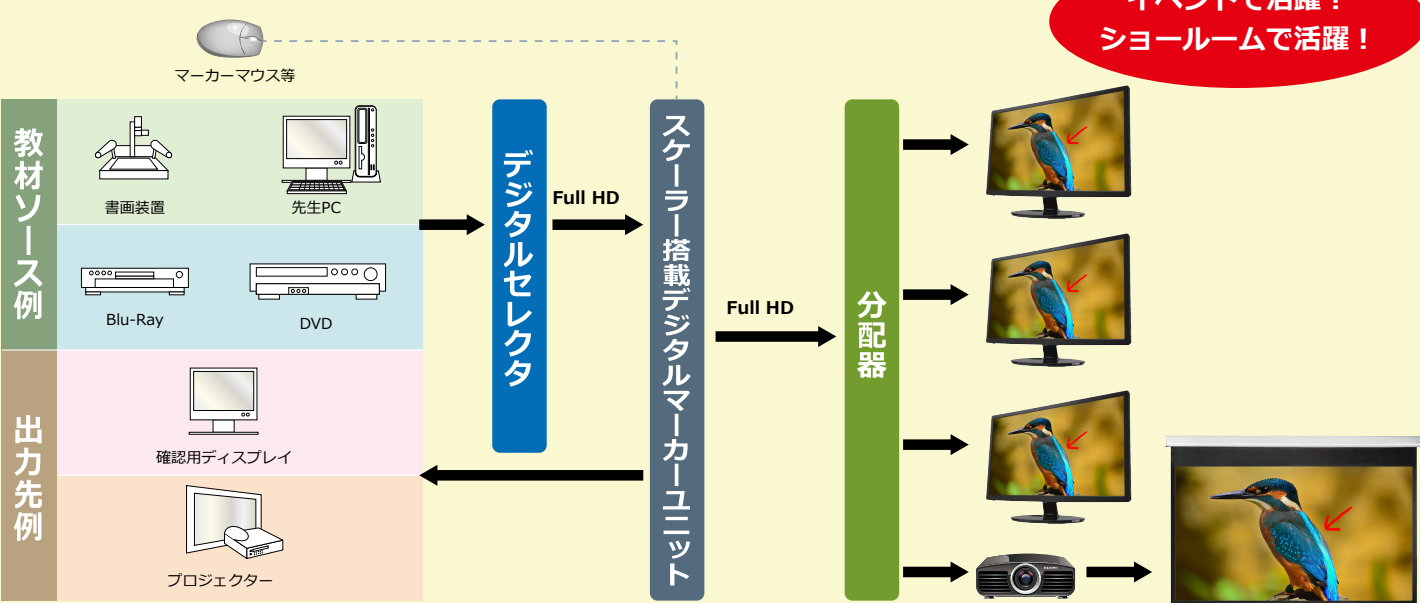 イベントで活躍!
ショールームで活躍!
マーカーマウス等
教材ソース例
書画装置
先生PC
Blu-Ray
DVD
出力先例
確認用ディスプレイ
プロジェクター
デジタルセレクタ
Full HD
スケーラー搭載デジタルマーカーユニット
Full HD
分配器